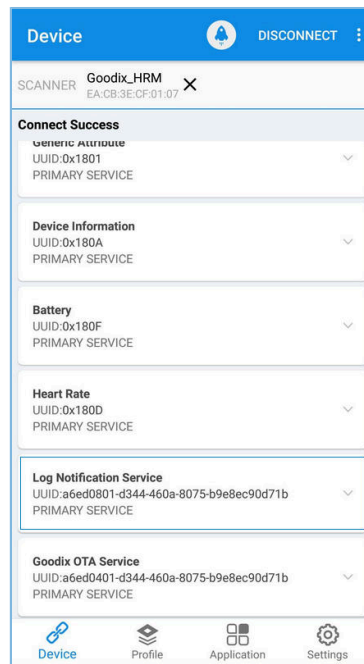 Device
DISCONNECT
SCANNER
Goodix_HRM
EA:CB:3E:CF:01:07
Connect Success
Generic Attribute
UUID:0x1801
PRIMARY SERVICE
Device Information
UUID:0x180A
PRIMARY SERVICE
Battery
UUID:0x180F
PRIMARY SERVICE
Heart Rate
UUID:0x180D
PRIMARY SERVICE
Log Notification Service
UUID:a6ed0801-d344-460a-8075-b9e8ec90d71b
PRIMARY SERVICE
Goodix OTA Service
UUID:a6ed0401-d344-460a-8075-b9e8ec90d71b
PRIMARY SERVICE
Device Profile Application Settings